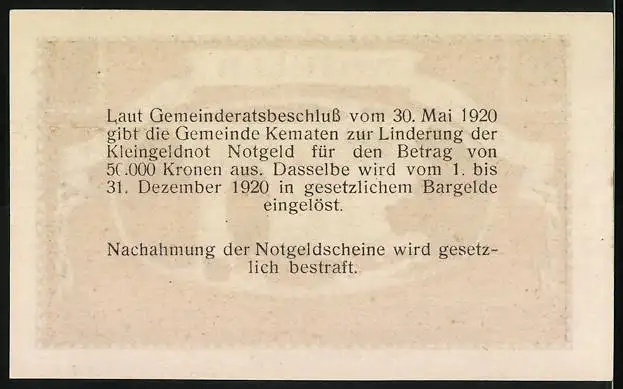 Laut Gemeinderatsbeschluß vom 30. Mai 1920
gibt die Gemeinde Kematen zur Linderung der
Kleingeldnot Notgeld für den Betrag von
50.000 Kronen aus. Dasselbe wird vom 1. bis
31. Dezember 1920 in gesetzlichem Bargelde
eingelöst.
Nachahmung der Notgeldscheine wird gesetz-
lich bestraft.